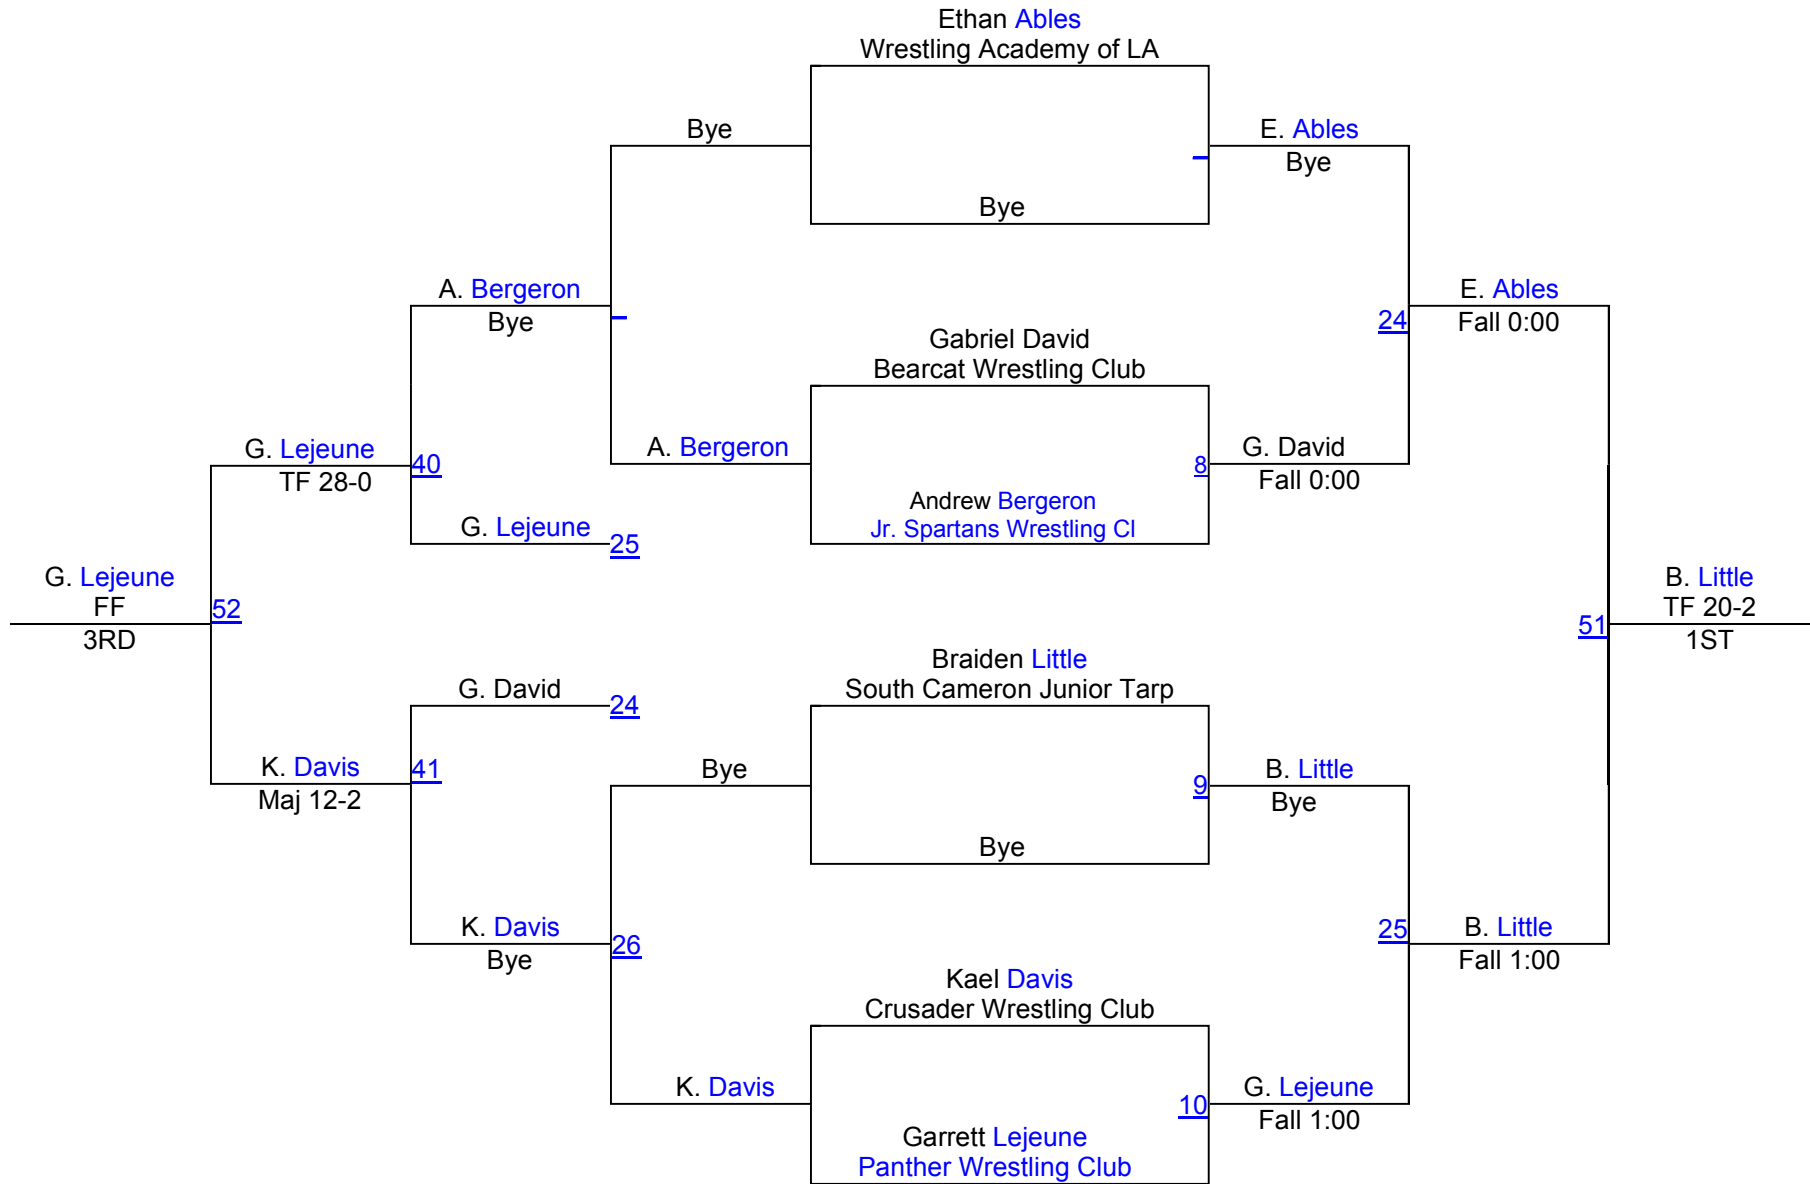 Ethan Ables
Wrestling Academy of LA
Bye
E. Ables
Bye
Bye
A. Bergeron
Bye
E. Ables
Fall 0:00
24
Gabriel David
Bearcat Wrestling Club
G. Lejeune
TF 28-0
40
A. Bergeron
8
G. David
Fall 0:00
Andrew Bergeron
Jr. Spartans Wrestling Cl
G. Lejeune
25
G. Lejeune
FF
3RD
52
B. Little
TF 20-2
1ST
51
Braiden Little
South Cameron Junior Tarp
G. David
24
K. Davis
Maj 12-2
41
Bye
9
B. Little
Bye
Bye
K. Davis
Bye
26
25
B. Little
Fall 1:00
Kael Davis
Crusader Wrestling Club
K. Davis
10
G. Lejeune
Fall 1:00
Garrett Lejeune
Panther Wrestling Club